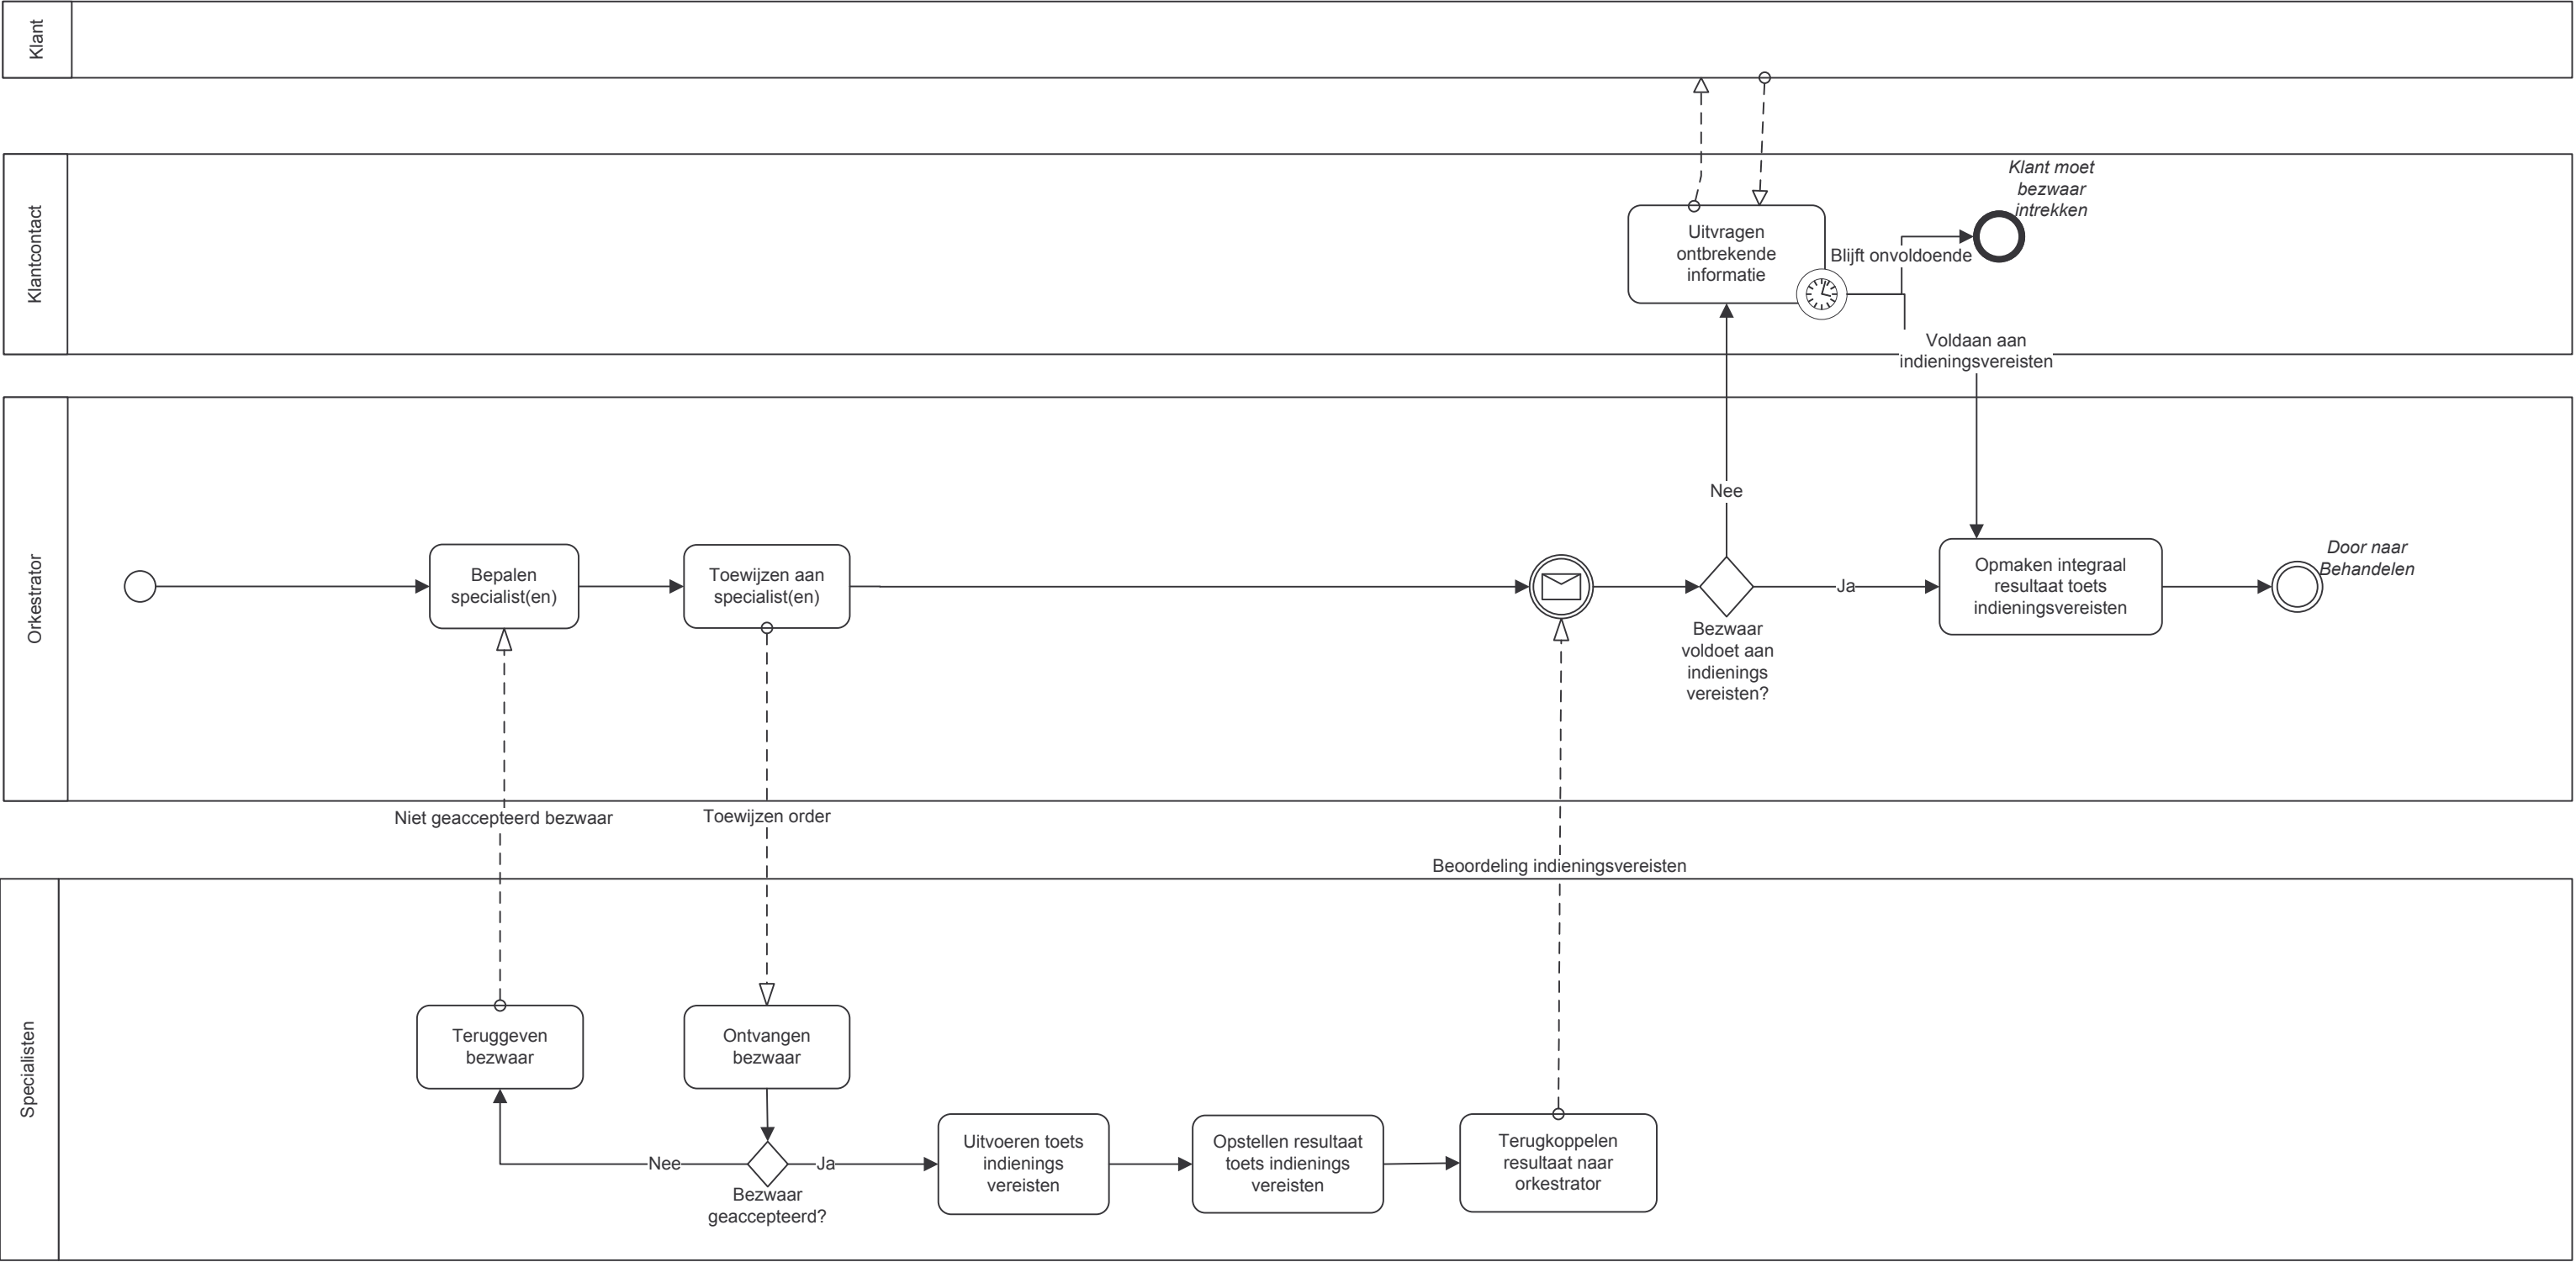 Klant
Klantcontact
Klant moet
bezwaar
intrekken
Uitvragen
ontbrekende
informatie
Blijft onvoldoende
Voldaan aan
indieningsvereisten
Orkestrator
Nee
Bepalen
specialist(en)
Toewijzen aan
specialist(en)
Bezwaar
voldoet aan
indienings
vereisten?
Ja
Opmaken integraal
resultaat toets
indieningsvereisten
Door naar
Behandelen
Niet geaccepteerd bezwaar
Toewijzen order
Beoordeling indieningsvereisten
Specialisten
Teruggeven
bezwaar
Ontvangen
bezwaar
Nee
Ja
Bezwaar
geaccepteerd?
Uitvoeren toets
indienings
vereisten
Opstellen resultaat
toets indienings
vereisten
Terugkoppelen
resultaat naar
orkestrator